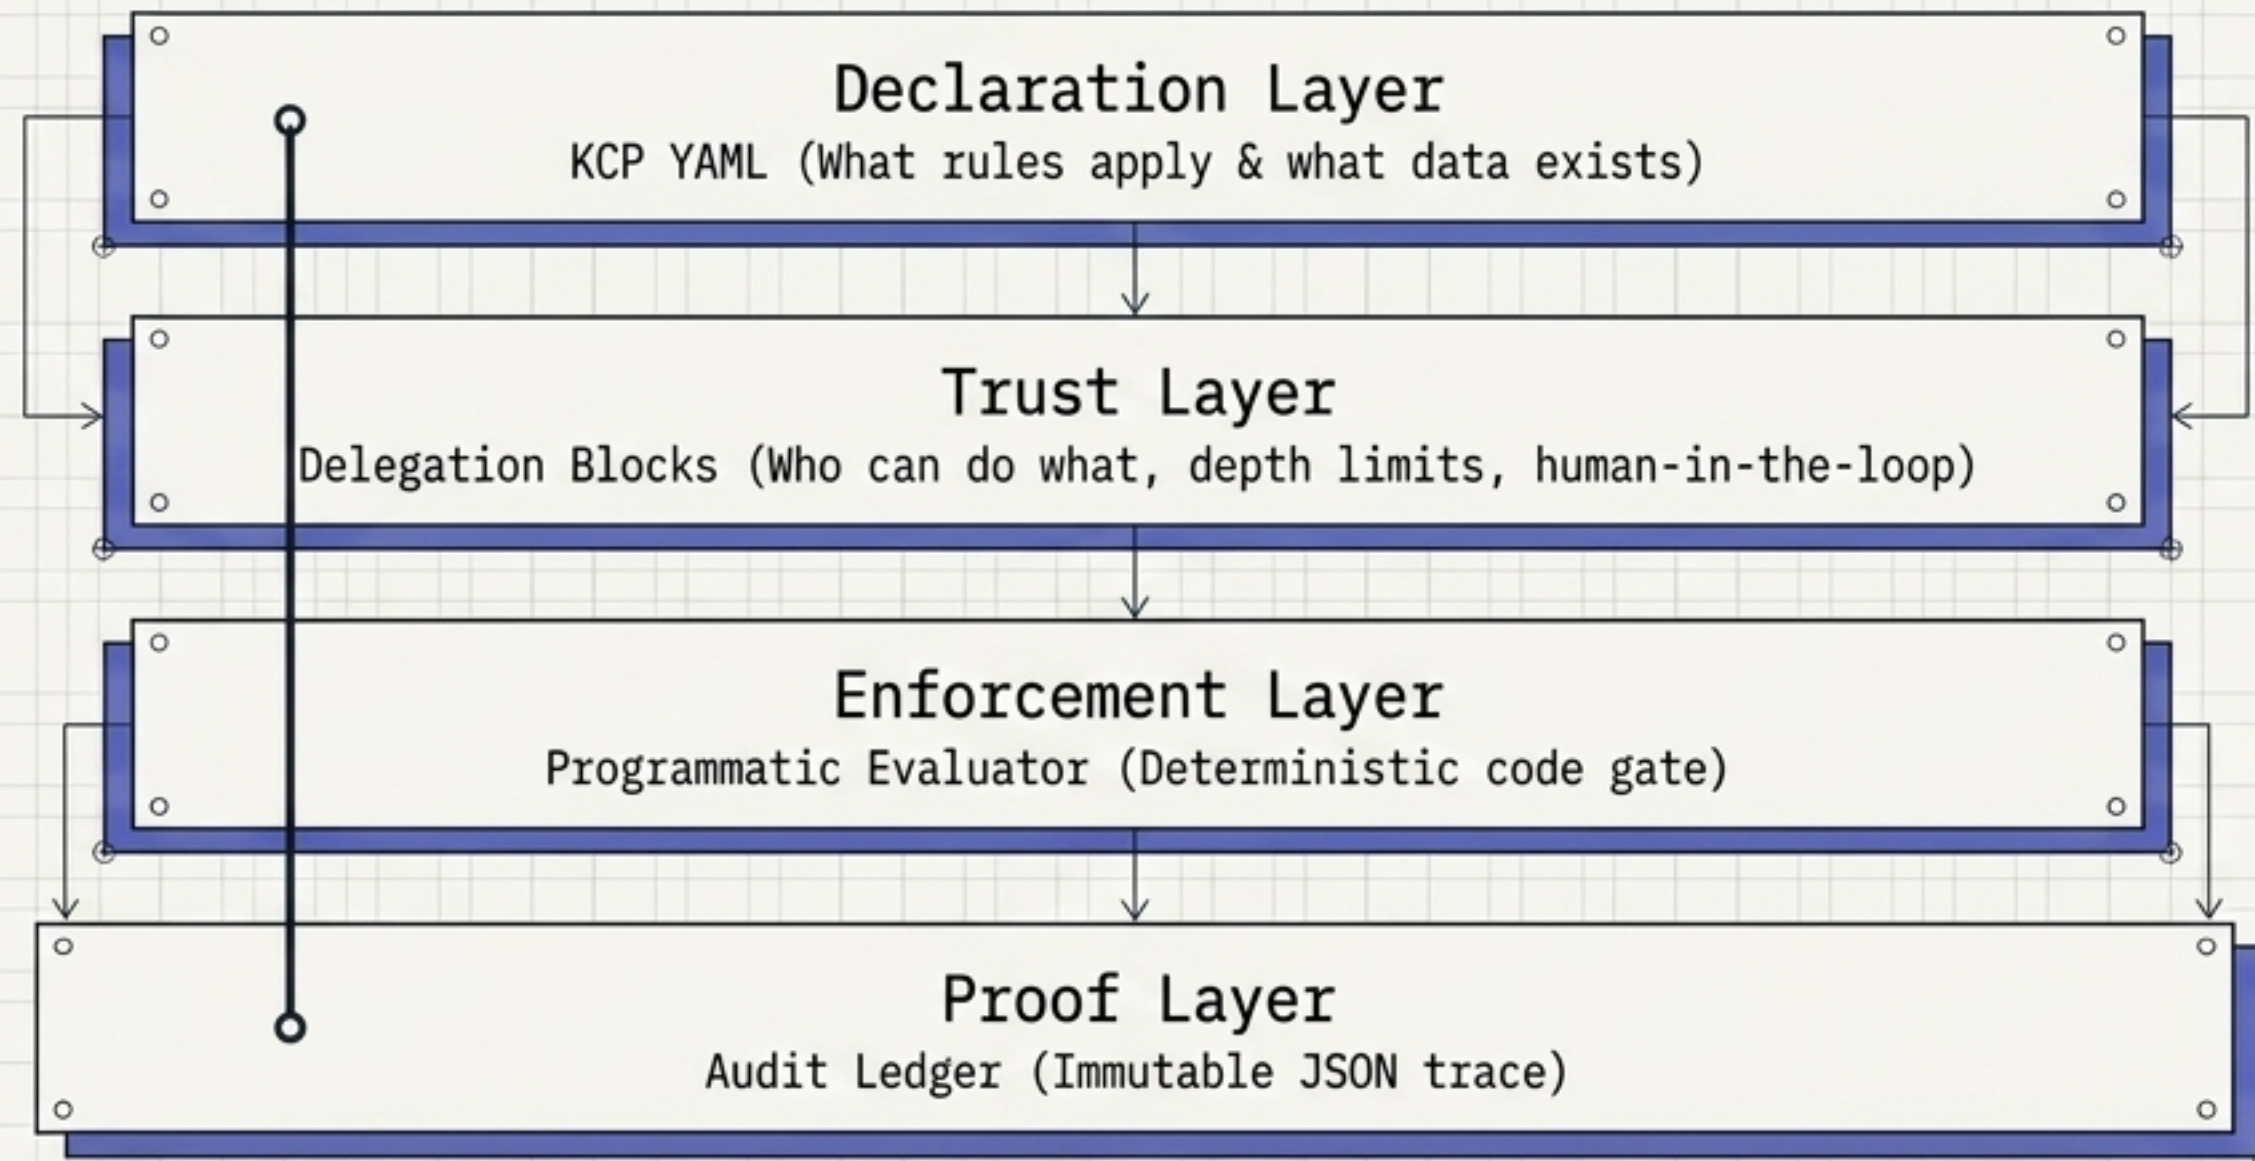 Declaration Layer
KCP YAML (What rules apply & what data exists)
Trust Layer
Delegation Blocks (Who can do what, depth limits, human-in-the-loop)
Enforcement Layer
Programmatic Evaluator (Deterministic code gate)
Proof Layer
Audit Ledger (Immutable JSON trace)